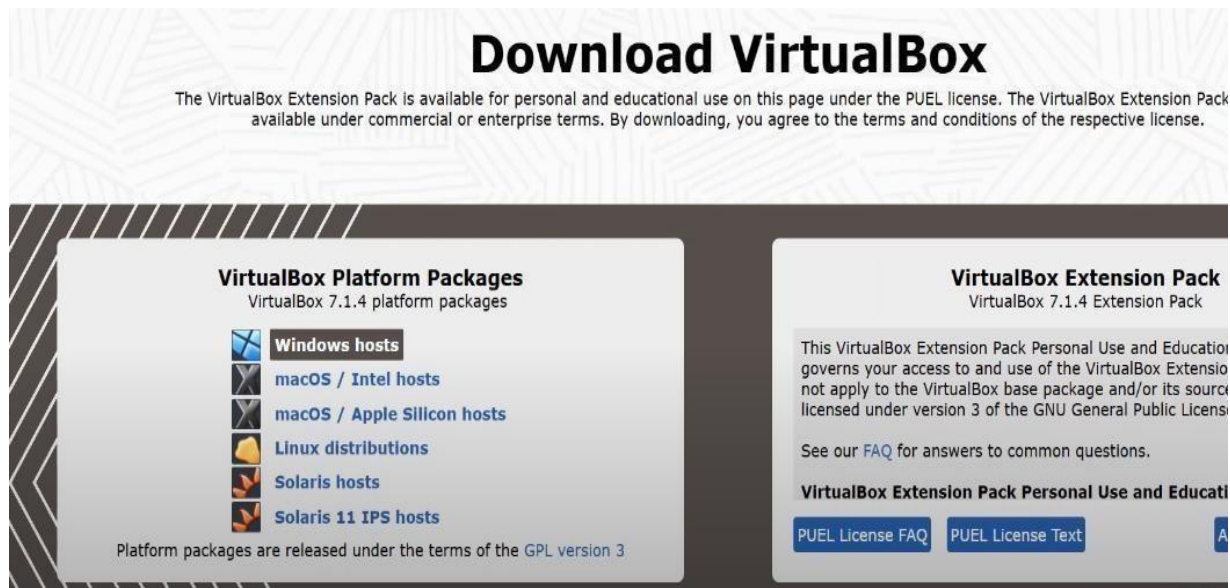 Download VirtualBox
The VirtualBox Extension Pack is available for personal and educational use on this page under the PUEL license. The VirtualBox Extension Pack
available under commercial or enterprise terms. By downloading, you agree to the terms and conditions of the respective license.
VirtualBox Platform Packages
VirtualBox 7.1.4 platform packages
Windows hosts
macOS / Intel hosts
macOS / Apple Silicon hosts
Linux distributions
Solaris hosts
Solaris 11 IPS hosts
Platform packages are released under the terms of the GPL version 3
VirtualBox Extension Pack
VirtualBox 7.1.4 Extension Pack
This VirtualBox Extension Pack Personal Use and Education
governs your access to and use of the VirtualBox Extensio
not apply to the VirtualBox base package and/or its source
licensed under version 3 of the GNU General Public License
See our FAQ for answers to common questions.
VirtualBox Extension Pack Personal Use and Educati
PUEL License FAQ
PUEL License Text
A